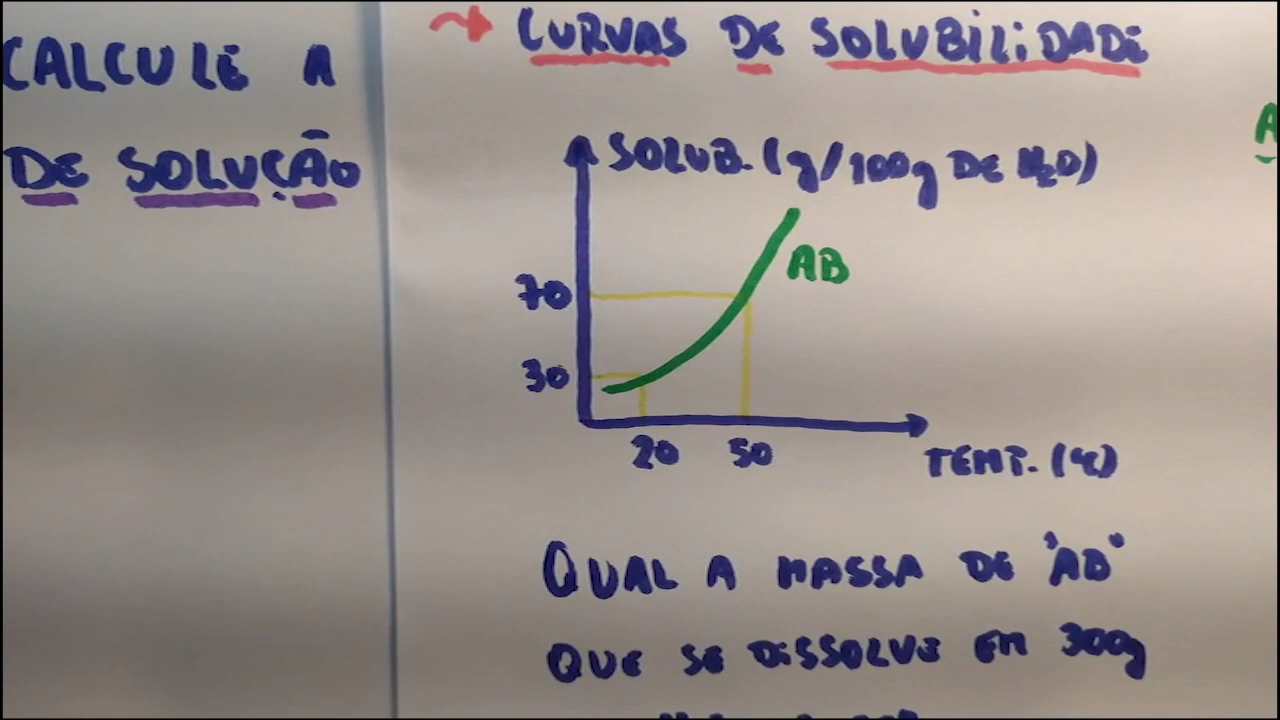 CALCULE A
DE SOLUÇÃO
CURVAS DE SOLUBILIDADE
SOLUB. (g/100g DE H₂O)
AB
70
30
20 50
TEMP. (°C)
QUAL A MASSA DE "AB"
QUE SE DISSOLVE EM 300g